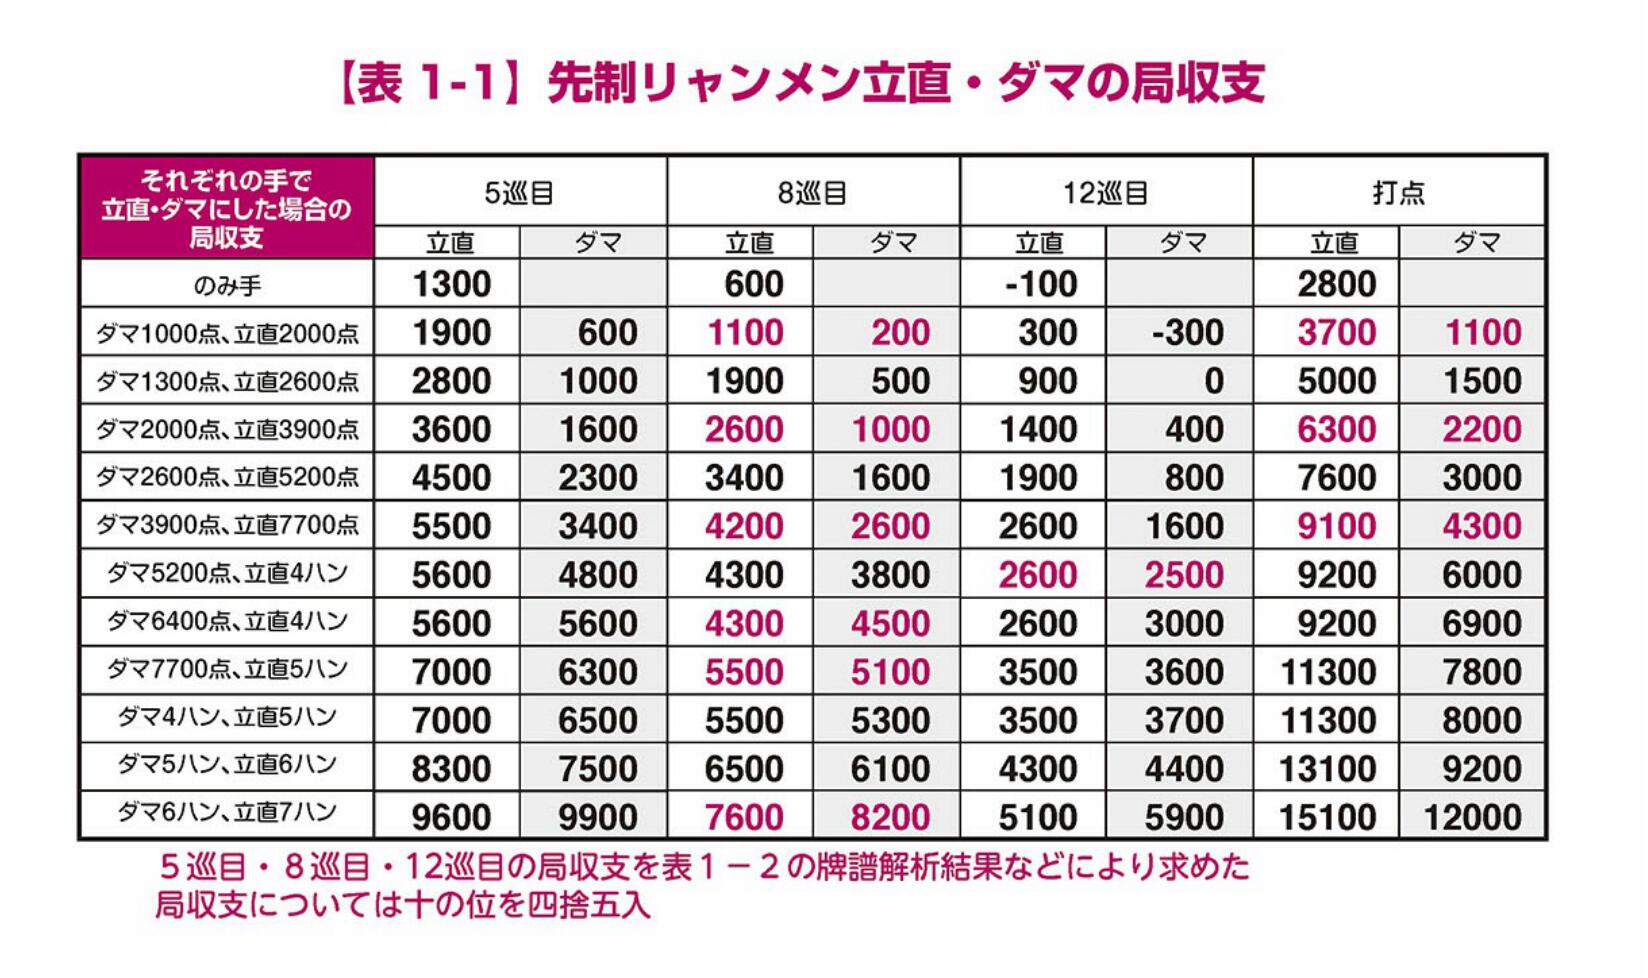 【表 1-1】先制リャンメン立直・ダマの局収支
それぞれの手で
立直・ダマにした場合の
局収支
5巡目 8巡目 12巡目 打点
立直 ダマ 立直 ダマ 立直 ダマ 立直 ダマ
のみ手 1300 600 -100 2800
ダマ1000点、立直2000点 1900 600 1100 200 300 -300 3700 1100
ダマ1300点、立直2600点 2800 1000 1900 500 900 0 5000 1500
ダマ2000点、立直3900点 3600 1600 2600 1000 1400 400 6300 2200
ダマ2600点、立直5200点 4500 2300 3400 1600 1900 800 7600 3000
ダマ3900点、立直7700点 5500 3400 4200 2600 2600 1600 9100 4300
ダマ5200点、立直4ハン 5600 4800 4300 3800 2600 2500 9200 6000
ダマ6400点、立直4ハン 5600 5600 4300 4500 2600 3000 9200 6900
ダマ7700点、立直5ハン 7000 6300 5500 5100 3500 3600 11300 7800
ダマ4ハン、立直5ハン 7000 6500 5500 5300 3500 3700 11300 8000
ダマ5ハン、立直6ハン 8300 7500 6500 6100 4300 4400 13100 9200
ダマ6ハン、立直7ハン 9600 9900 7600 8200 5100 5900 15100 12000
5巡目・8巡目・12巡目の局収支を表1－2の牌譜解析結果などにより求めた
局収支については十の位を四捨五入